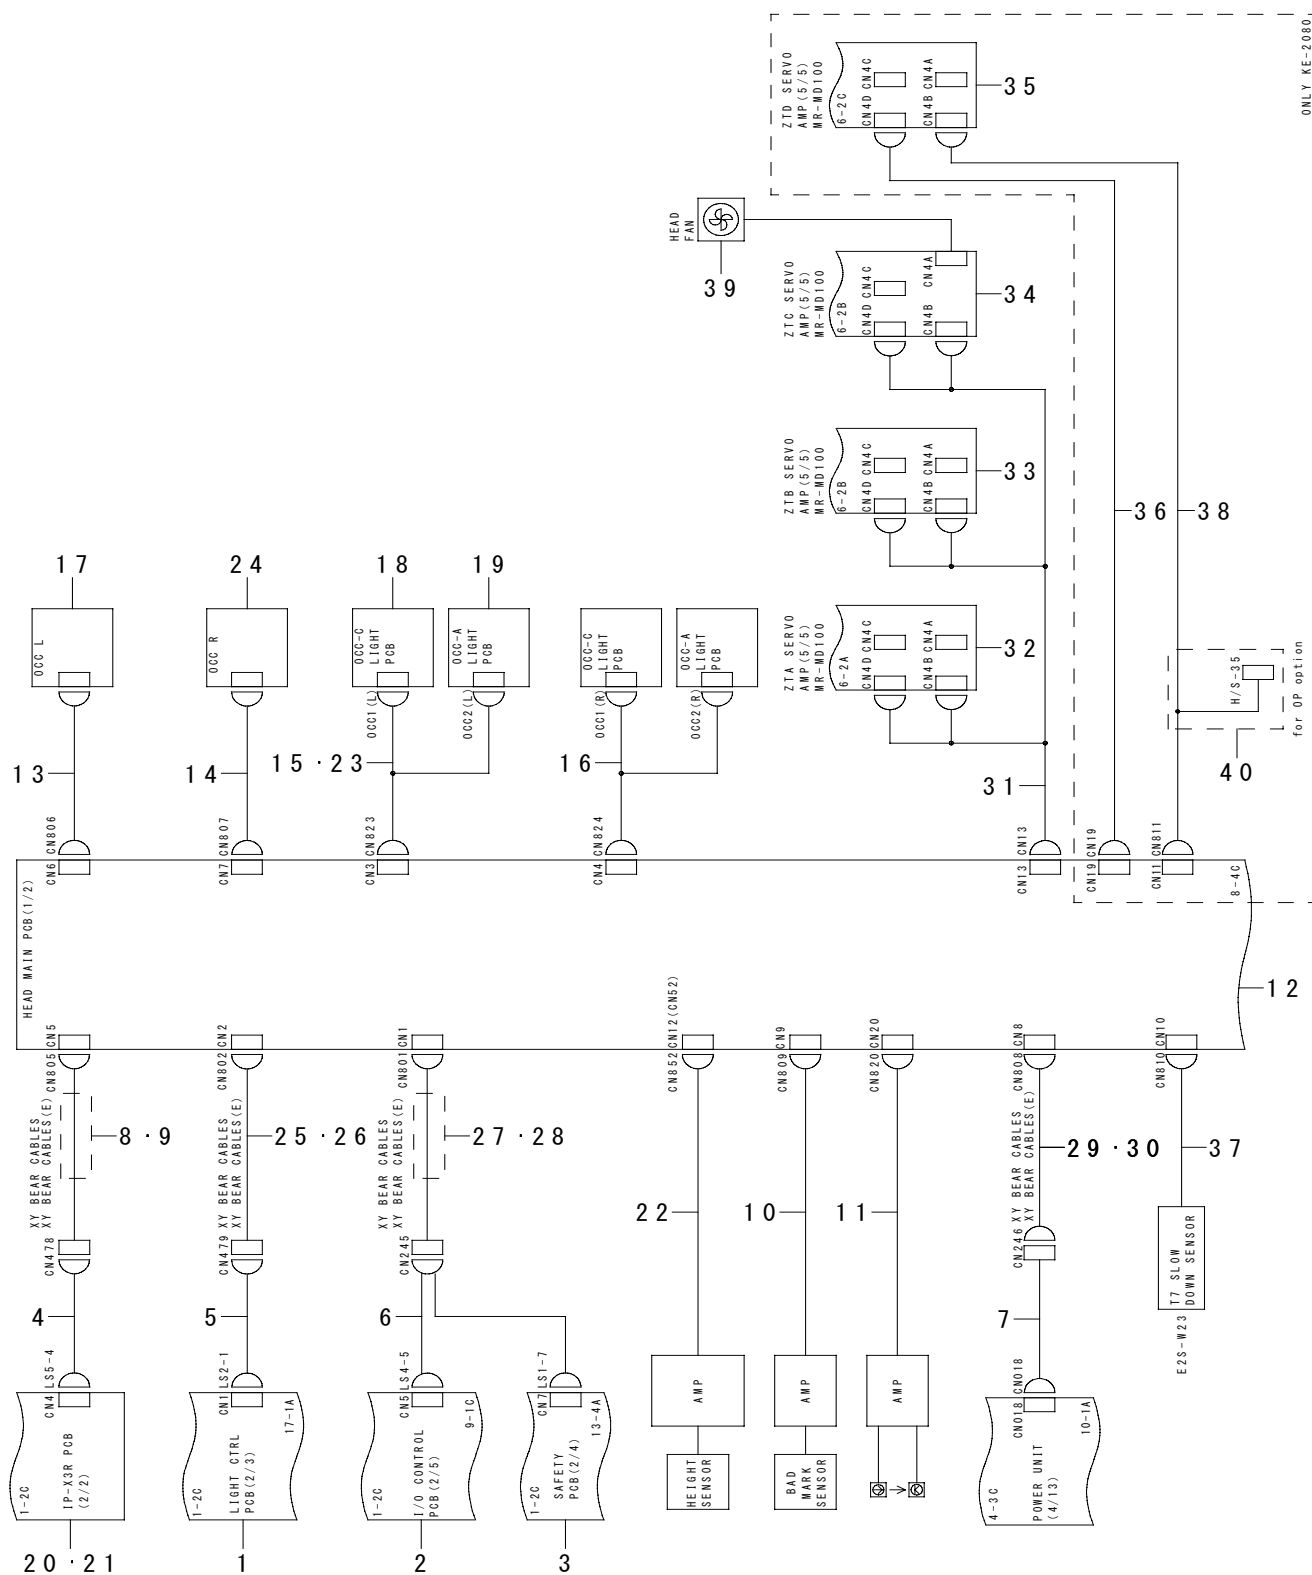 ONLY KE-2080
ZTD SERVO
AMP(5/5)
MR-MD100
6-2C
CN4D
CN4C
CN4B
CN4A
35
HEAD
FAN
39
ZTC SERVO
AMP(5/5)
MR-MD100
6-2B
CN4D
CN4C
CN4B
CN4A
34
ZTB SERVO
AMP(5/5)
MR-MD100
6-2B
CN4D
CN4C
CN4B
CN4A
33
36
38
ZTA SERVO
AMP(5/5)
MR-MD100
6-2A
CN4D
CN4C
CN4B
CN4A
32
H/S-35
for OP option
40
31
17
24
18
19
OCC L
OCC R
OCC-C
LIGHT
PCB
OCC-A
LIGHT
PCB
OCC-C
LIGHT
PCB
OCC-A
LIGHT
PCB
OCC1(L)
OCC2(L)
OCC1(R)
OCC2(R)
13
14
15·23
16
CN806
CN807
CN823
CN824
CN13
CN19
CN811
CN6
CN7
CN3
CN4
CN13
CN19
CN11
8-4C
HEAD MAIN PCB(1/2)
12
CN5
CN2
CN1
CN12(CN52)
CN9
CN20
CN8
CN10
CN805
CN802
CN801
CN852
CN809
CN820
CN808
CN810
XY BEAR CABLES
XY BEAR CABLES(E)
8·9
XY BEAR CABLES
XY BEAR CABLES(E)
25·26
XY BEAR CABLES
XY BEAR CABLES(E)
27·28
XY BEAR CABLES
XY BEAR CABLES(E)
29·30
37
22
10
11
CN478
CN479
CN245
CN246
T7 SLOW
DOWN SENSOR
E2S-W23
4
5
6
7
LS5-4
LS2-1
LS4-5
LS1-7
CN018
CN4
CN1
CN5
CN7
CN018
AMP
AMP
AMP
1-2C
IP-X3R PCB
(2/2)
1-2C
LIGHT CTRL
PCB(2/3)
17-1A
1-2C
I/O CONTROL
PCB(2/5)
9-1C
1-2C
SAFETY
PCB(2/4)
13-4A
HEIGHT
SENSOR
BAD
MARK
SENSOR
4-3C
POWER UNIT
(4/13)
10-1A
20·21
1
2
3